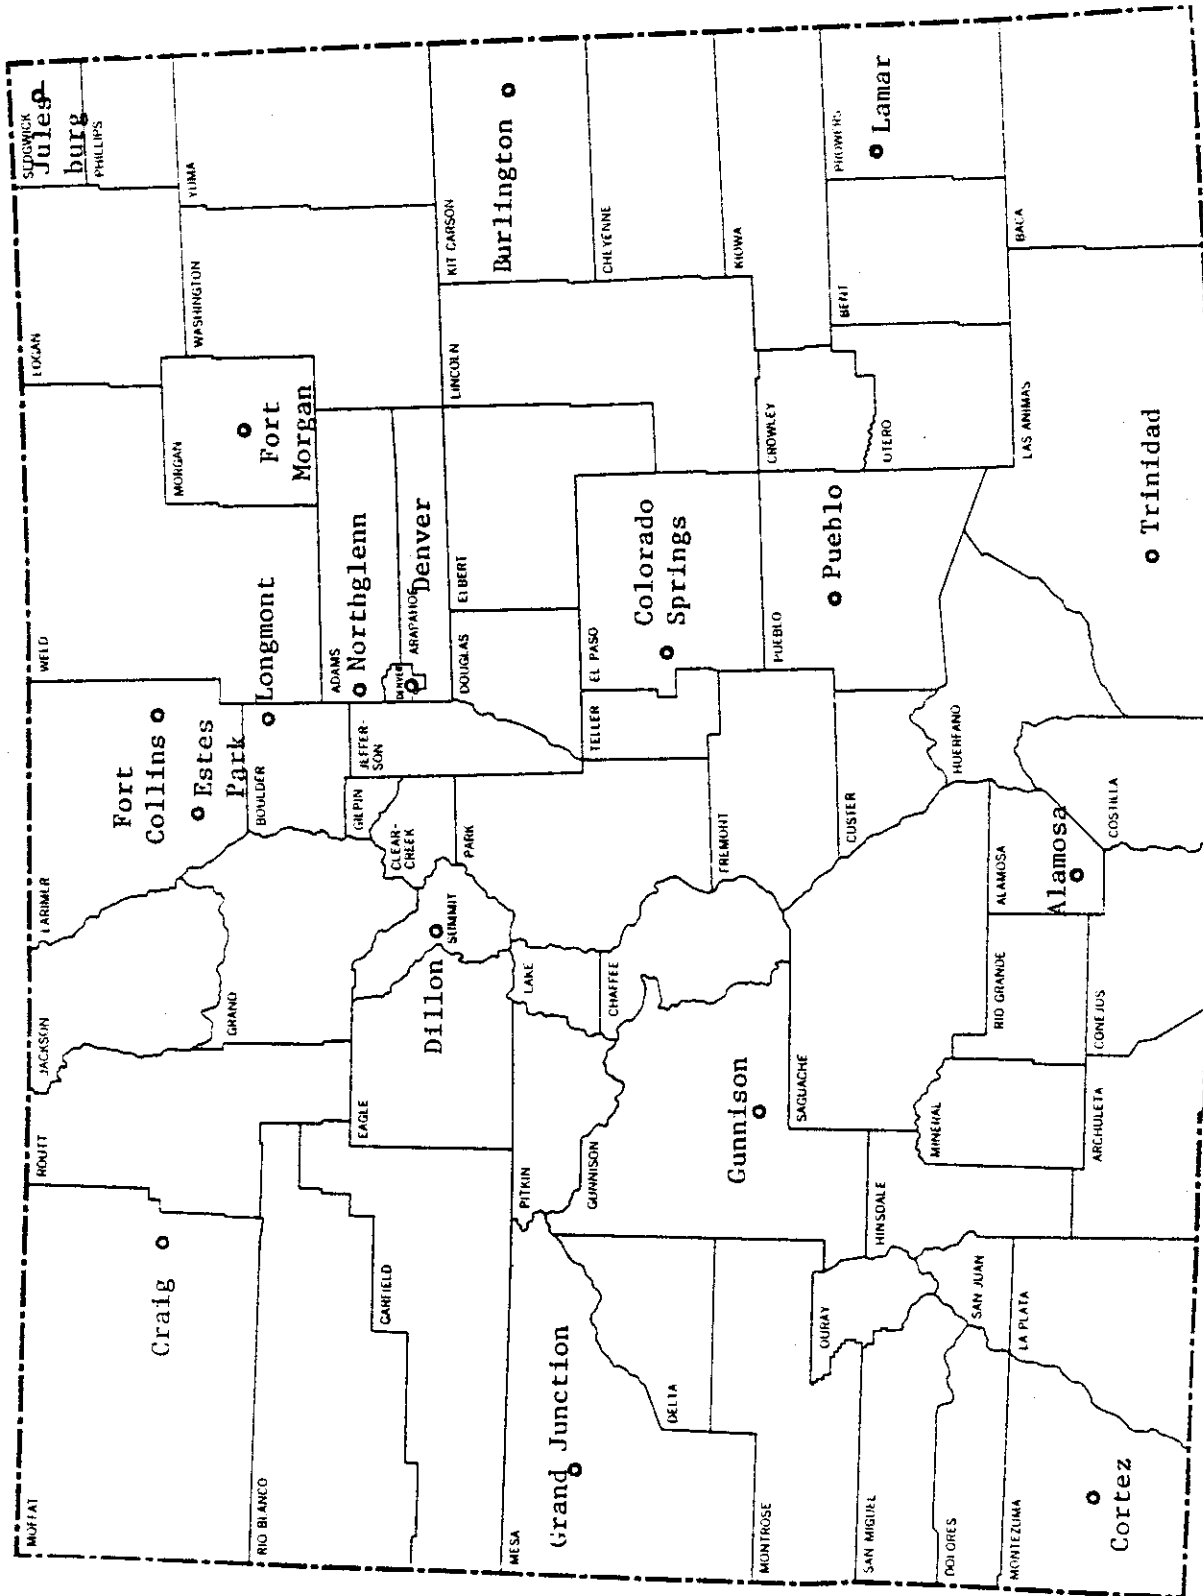 MOFFAT
ROUTT
JACKSON
LARIMER
WELD
LOGAN
SEDGWICK
Jules
burg
PHILLIPS
Craig
Fort
Collins
Estes
Park
Longmont
MORGAN
Fort
Morgan
WASHINGTON
YUMA
RIO BLANCO
GRAND
BOULDER
GILPIN
JEFFER-
SON
ADAMS
Northglenn
GARFIELD
EAGLE
CLEAR-
CREEK
DENVER
ARAPAHOE
Denver
Dillon
SUMMIT
PARK
DOUGLAS
ELBERT
LINCOLN
KIT CARSON
Burlington
MESA
PITKIN
LAKE
Grand Junction
GUNNISON
CHAFFEE
TELLER
EL PASO
CHEYENNE
Colorado
Springs
DELTA
FREMONT
KIOWA
Gunnison
MONTROSE
PUEBLO
CROWLEY
SAGUACHE
OURAY
Pueblo
BENT
PROWERS
Lamar
SAN MIGUEL
HINSDALE
CUSTER
OTERO
MINERAL
DOLORES
SAN JUAN
HUERFANO
RIO GRANDE
ALAMOSA
MONTEZUMA
LA PLATA
LAS ANIMAS
BACA
Alamosa
Cortez
ARCHULETA
CONEJOS
COSTILLA
Trinidad